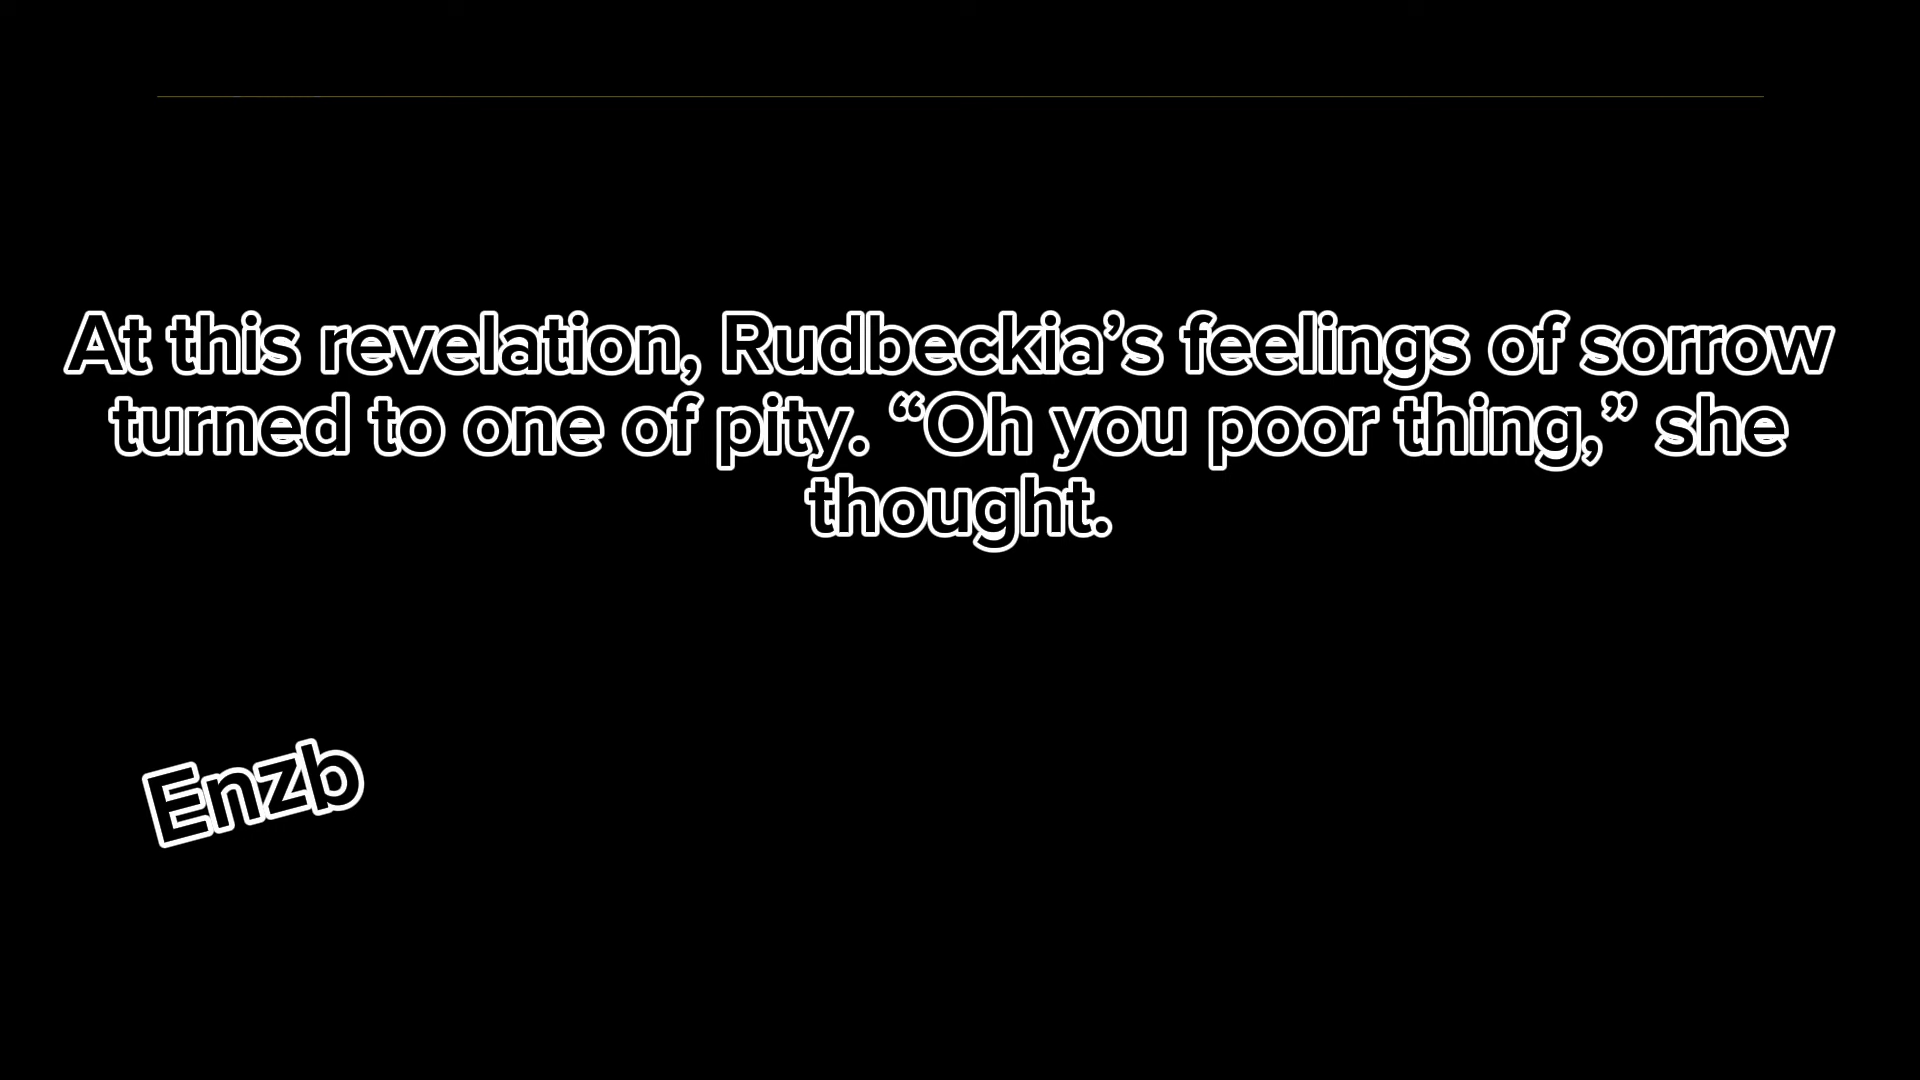 At this revelation, Rudbeckia’s feelings of sorrow
turned to one of pity. “Oh you poor thing,” she
thought.
Enzb